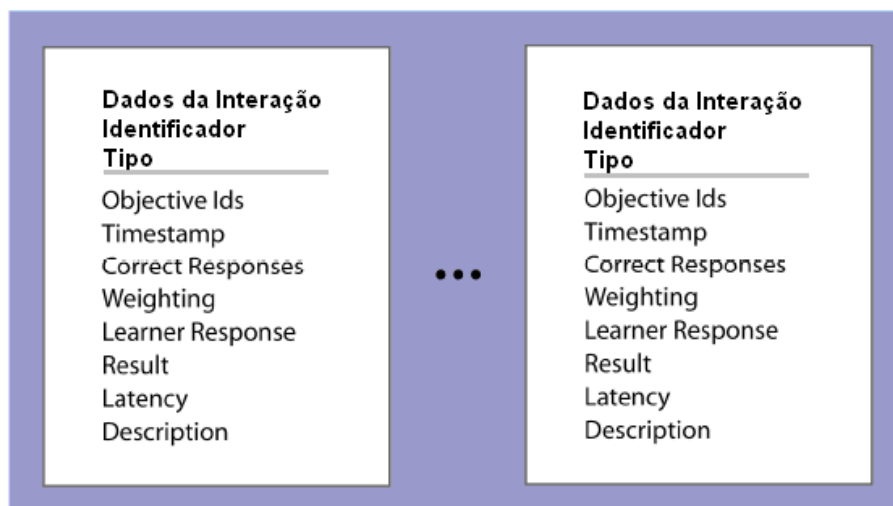 Dados da Interação
Identificador
Tipo
Objective Ids
Timestamp
Correct Responses
Weighting
Learner Response
Result
Latency
Description
...
Dados da Interação
Identificador
Tipo
Objective Ids
Timestamp
Correct Responses
Weighting
Learner Response
Result
Latency
Description